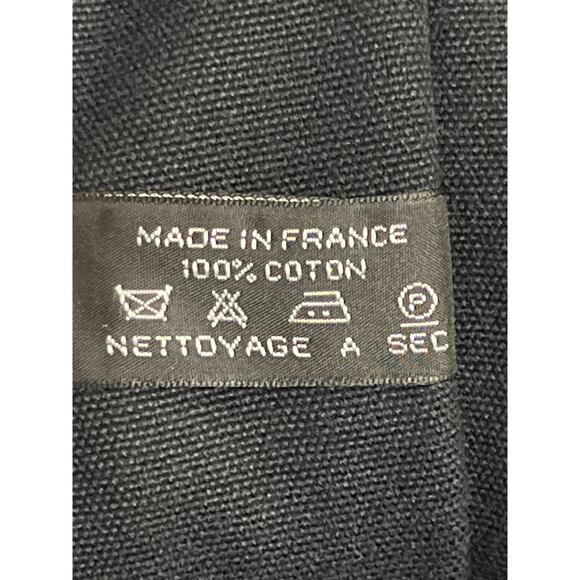 MADE IN FRANCE
100% COTON
P
NETTOYAGE A SEC